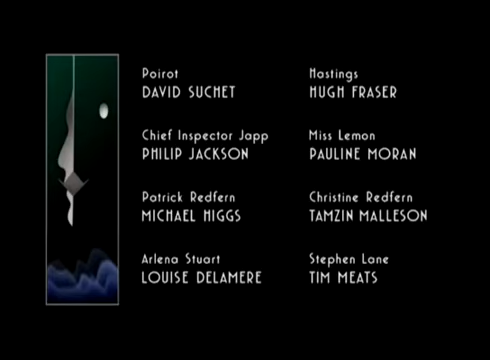 Poirot
DAVID SUCHET
Hastings
HUGH FRASER
Chief Inspector Japp
PHILIP JACKSON
Miss Lemon
PAULINE MORAN
Patrick Redfern
MICHAEL HIGGS
Christine Redfern
TAMZIN MALLESON
Arlena Stuart
LOUISE DELAMERE
Stephen Lane
TIM MEATS